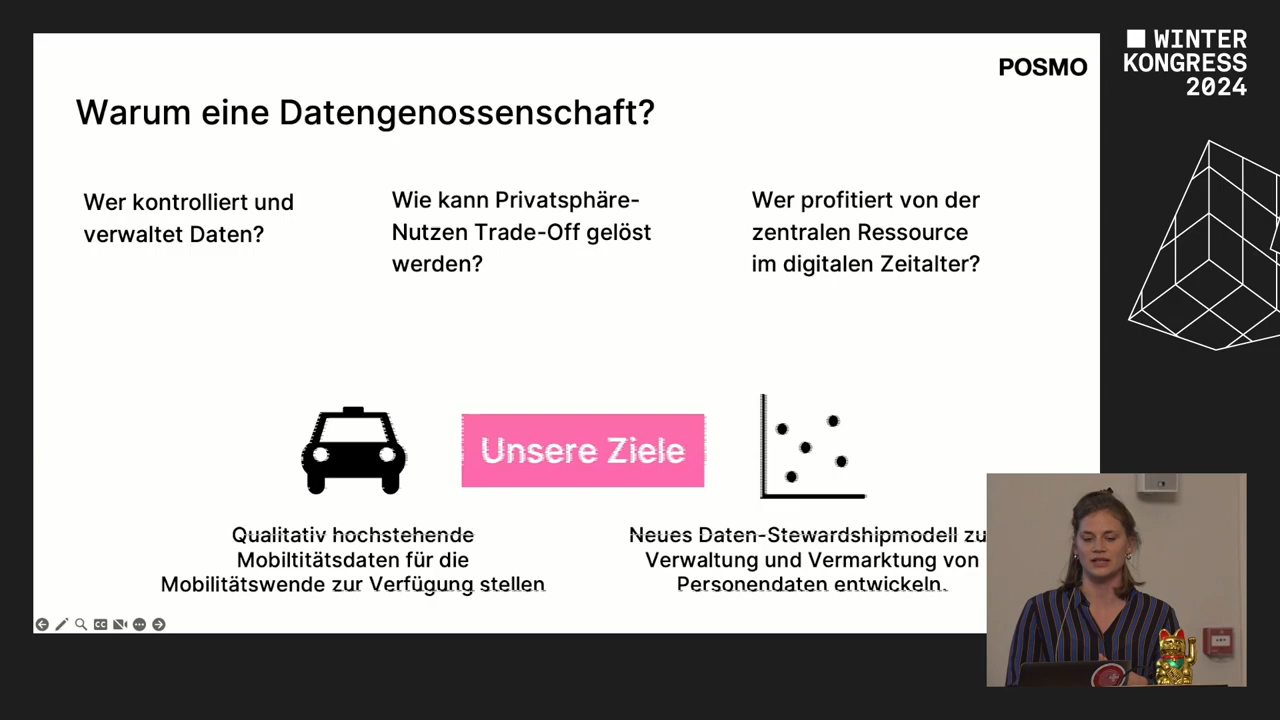 WINTER
KONGRESS
2024
POSMO
Warum eine Datengenossenschaft?
Wer kontrolliert und
verwaltet Daten?
Wie kann Privatsphäre-
Nutzen Trade-Off gelöst
werden?
Wer profitiert von der
zentralen Ressource
im digitalen Zeitalter?
Unsere Ziele
Qualitativ hochstehende
Mobiltitätsdaten für die
Mobilitätswende zur Verfügung stellen
Neues Daten-Stewardshipmodell zu
Verwaltung und Vermarktung von
Personendaten entwickeln.
CC